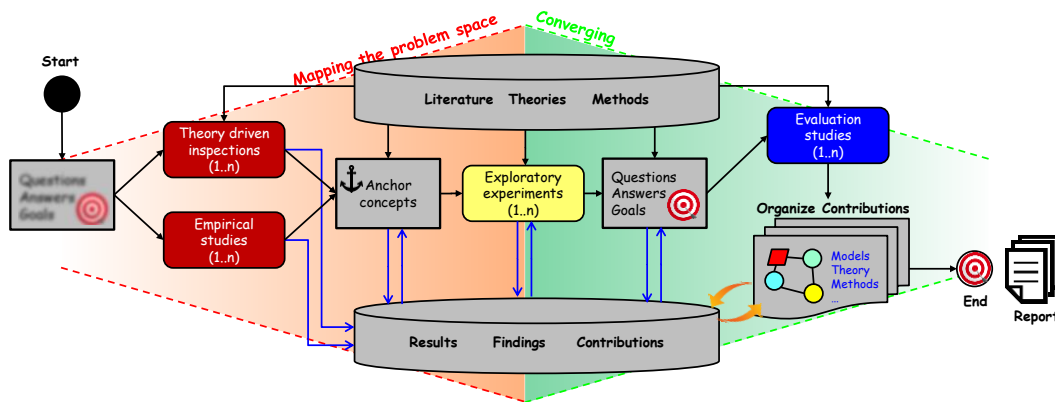 Mapping the problem space
Converging
Start
Literature Theories Methods
Theory driven
inspections
(1..n)
Evaluation
studies
(1..n)
Questions
Answers
Goals
Anchor
concepts
Exploratory
experiments
(1..n)
Questions
Answers
Goals
Empirical
studies
(1..n)
Organize Contributions
Models
Theory
Methods
...
End
Report
Results Findings Contributions